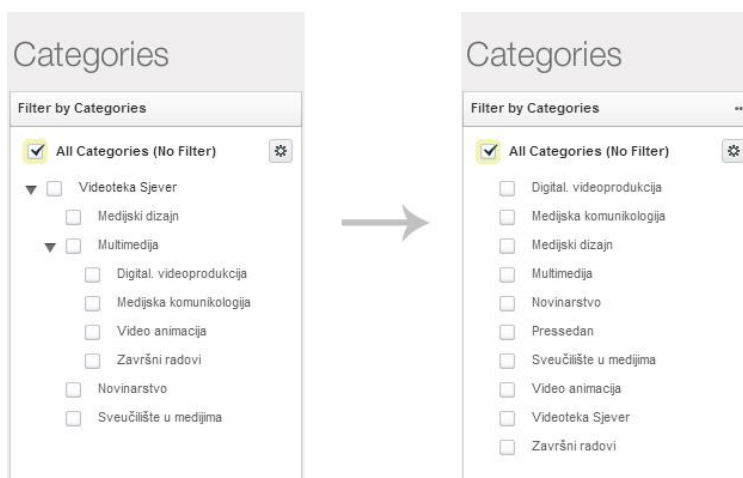 Categories
Filter by Categories
All Categories (No Filter)
Videoteka Sjever
Medijski dizajn
Multimedija
Digital. videoprodukcija
Medijska komunikologija
Video animacija
Završni radovi
Novinarstvo
Sveučilište u medijima
Categories
Filter by Categories
All Categories (No Filter)
Digital. videoprodukcija
Medijska komunikologija
Medijski dizajn
Multimedija
Novinarstvo
Pressedan
Sveučilište u medijima
Video animacija
Videoteka Sjever
Završni radovi